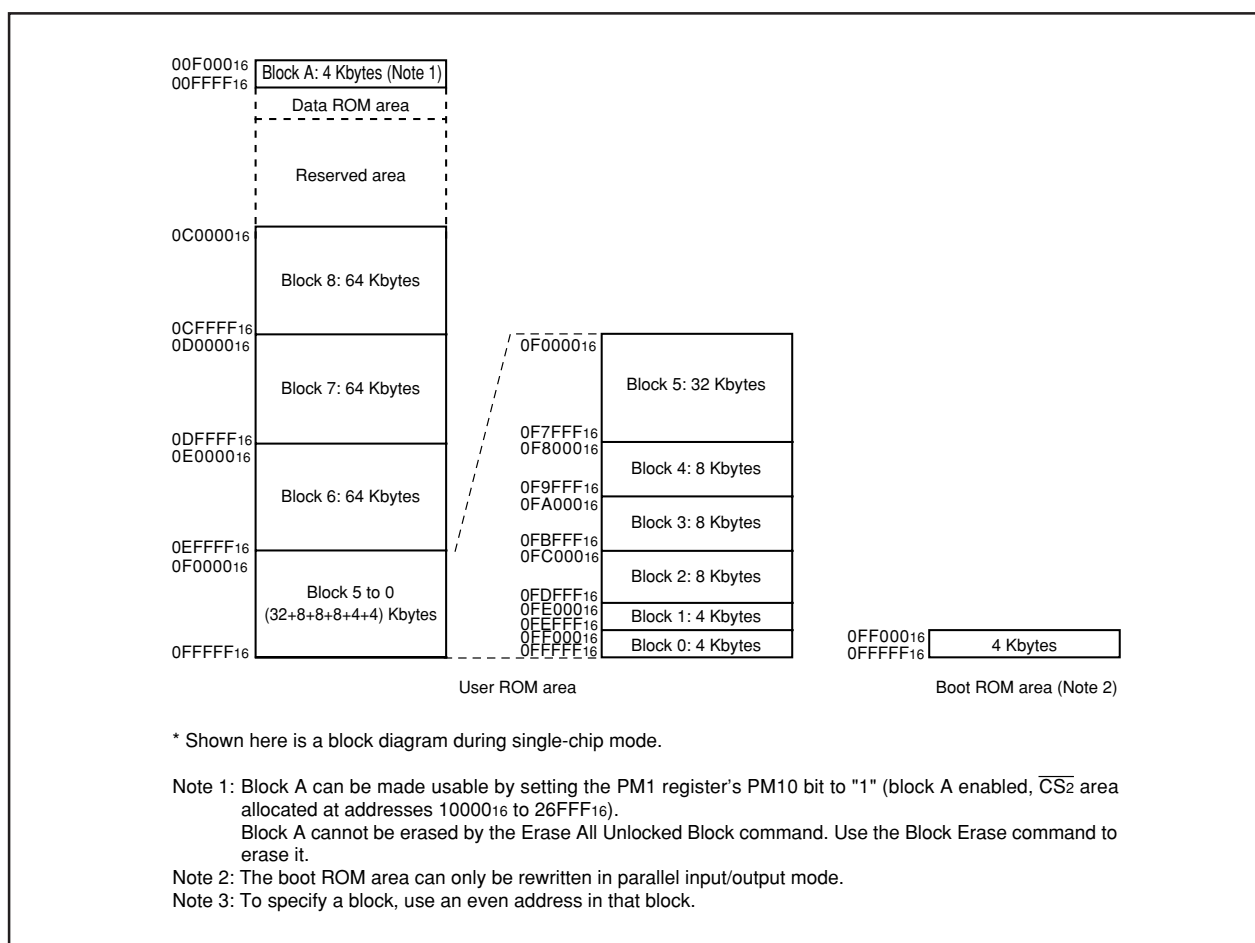 00F00016
00FFFF16
Block A: 4 Kbytes (Note 1)
Data ROM area
Reserved area
0C000016
Block 8: 64 Kbytes
0CFFFF16
0D000016
Block 7: 64 Kbytes
0DFFFF16
0E000016
Block 6: 64 Kbytes
0EFFFF16
0F000016
Block 5 to 0
(32+8+8+8+4+4) Kbytes
0FFFFF16
0F000016
Block 5: 32 Kbytes
0F7FFF16
0F800016
Block 4: 8 Kbytes
0F9FFF16
0FA00016
Block 3: 8 Kbytes
0FBFFF16
0FC00016
Block 2: 8 Kbytes
0FDFFF16
0FE00016
Block 1: 4 Kbytes
0FEFFF16
0FF00016
Block 0: 4 Kbytes
0FFFFF16
0FF00016
4 Kbytes
0FFFFF16
User ROM area
Boot ROM area (Note 2)
* Shown here is a block diagram during single-chip mode.
Note 1: Block A can be made usable by setting the PM1 register's PM10 bit to "1" (block A enabled, CS2 area
allocated at addresses 1000016 to 26FFF16).
Block A cannot be erased by the Erase All Unlocked Block command. Use the Block Erase command to
erase it.
Note 2: The boot ROM area can only be rewritten in parallel input/output mode.
Note 3: To specify a block, use an even address in that block.